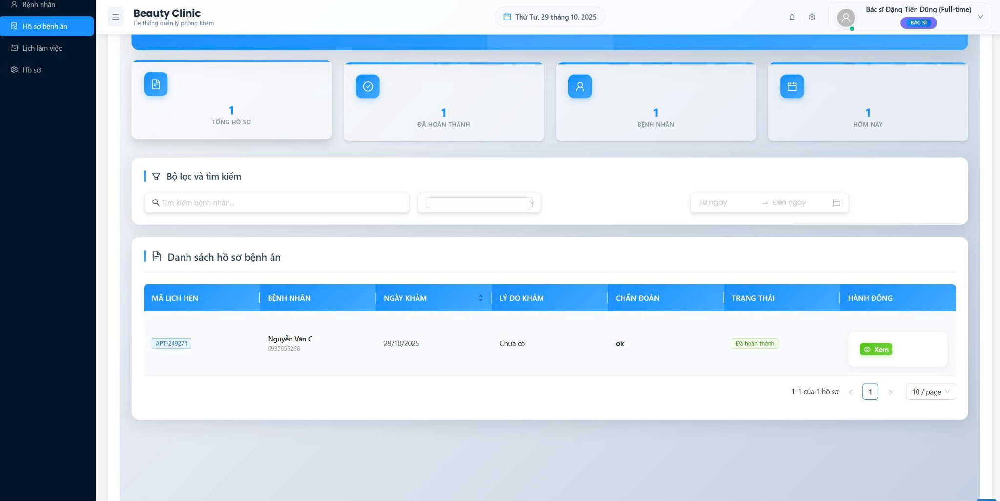 Bệnh nhân
Hồ sơ bệnh án
Lịch làm việc
Hồ sơ
Beauty Clinic
Hệ thống quản lý phòng khám
Thứ Tư, 29 tháng 10, 2025
Bác sĩ Đặng Tiến Dũng (Full-time)
BÁC SĨ
1
TỔNG HỒ SƠ
1
ĐÃ HOÀN THÀNH
1
BỆNH NHÂN
1
HÔM NAY
Bộ lọc và tìm kiếm
Tìm kiếm bệnh nhân...
Từ ngày
Đến ngày
Danh sách hồ sơ bệnh án
MÃ LỊCH HẸN
BỆNH NHÂN
NGÀY KHÁM
LÝ DO KHÁM
CHẨN ĐOÁN
TRẠNG THÁI
HÀNH ĐỘNG
APT-249271
Nguyễn Văn C
0935655266
29/10/2025
Chưa có
ok
Đã hoàn thành
Xem
1-1 của 1 hồ sơ
1
10 / page